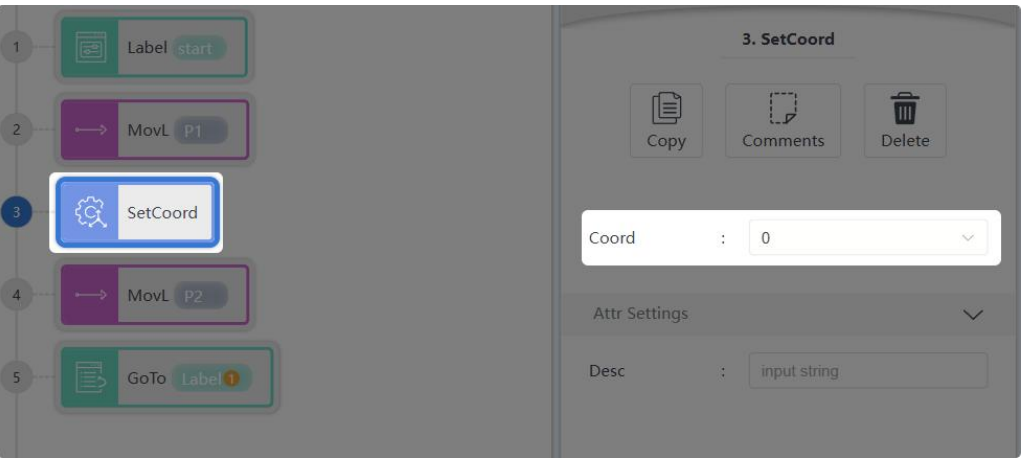 1 Label start
2 MovL P1
3 SetCoord
4 MovL P2
5 GoTo Label 1
3. SetCoord
Copy Comments Delete
Coord : 0
Attr Settings
Desc : input string